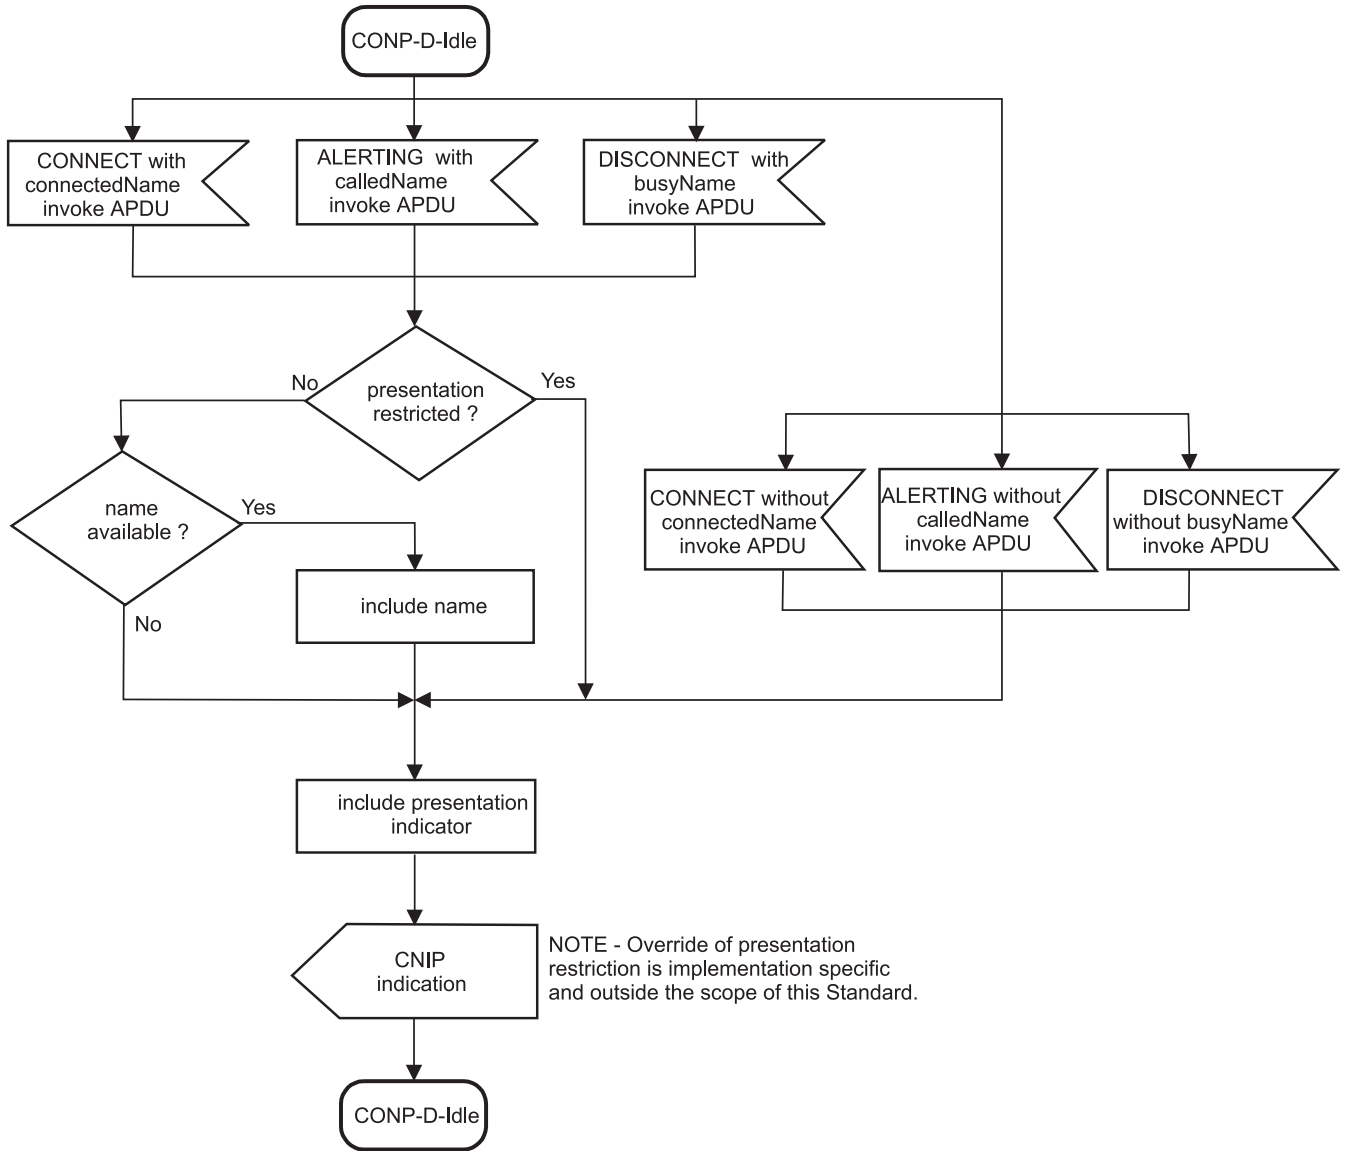 CONP-D-Idle
CONNECT with
connectedName
invoke APDU
ALERTING with
calledName
invoke APDU
DISCONNECT with
busyName
invoke APDU
presentation
restricted ?
No
Yes
name
available ?
Yes
No
CONNECT without
connectedName
invoke APDU
ALERTING without
calledName
invoke APDU
DISCONNECT
without busyName
invoke APDU
include name
include presentation
indicator
CNIP
indication
NOTE - Override of presentation
restriction is implementation specific
and outside the scope of this Standard.
CONP-D-Idle